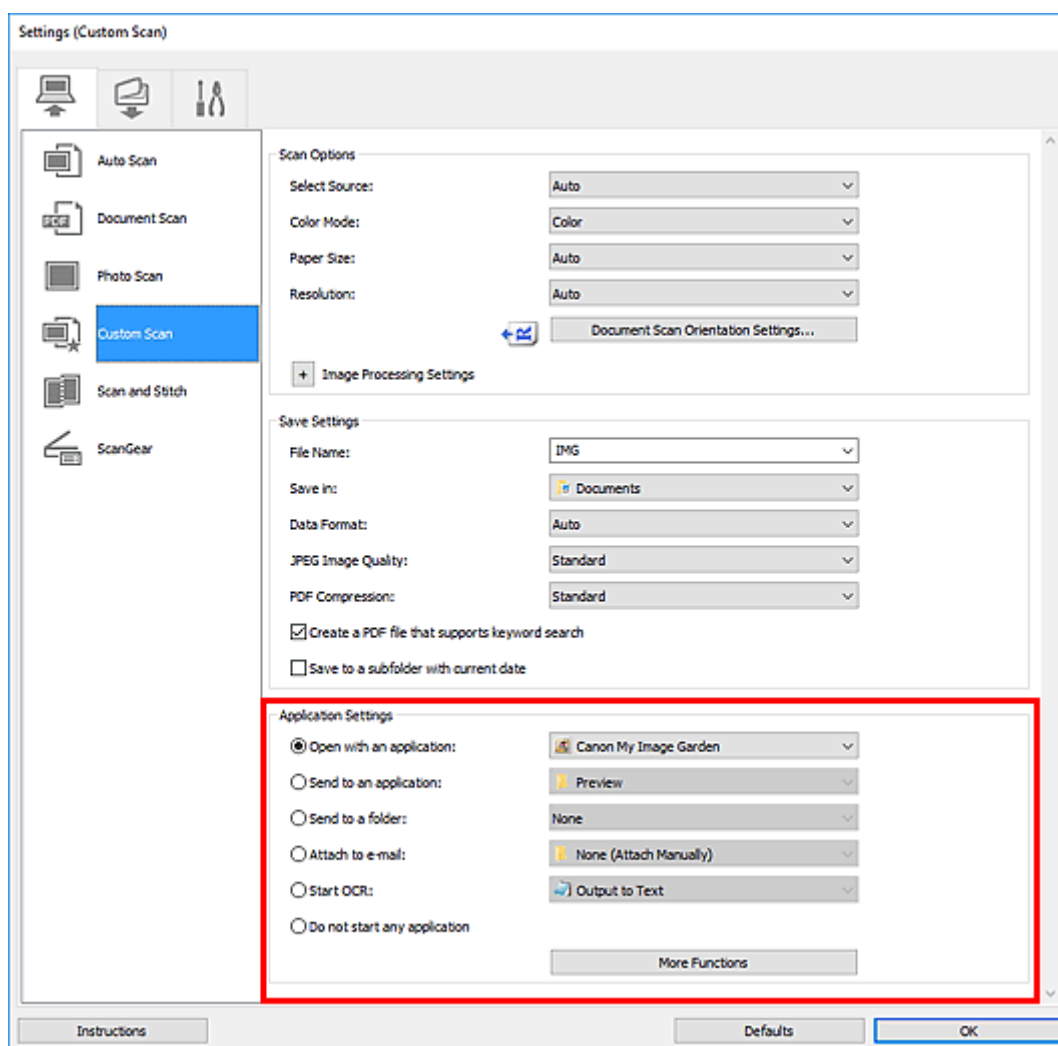 Settings (Custom Scan)
Auto Scan
Document Scan
Photo Scan
Custom Scan
Scan and Stitch
ScanGear
Scan Options
Select Source: Auto
Color Mode: Color
Paper Size: Auto
Resolution: Auto
Document Scan Orientation Settings...
+ Image Processing Settings
Save Settings
File Name: IMG
Save in: Documents
Data Format: Auto
JPEG Image Quality: Standard
PDF Compression: Standard
Create a PDF file that supports keyword search
Save to a subfolder with current date
Application Settings
Open with an application: Canon My Image Garden
Send to an application: Preview
Send to a folder: None
Attach to e-mail: None (Attach Manually)
Start OCR: Output to Text
Do not start any application
More Functions
Instructions Defaults OK